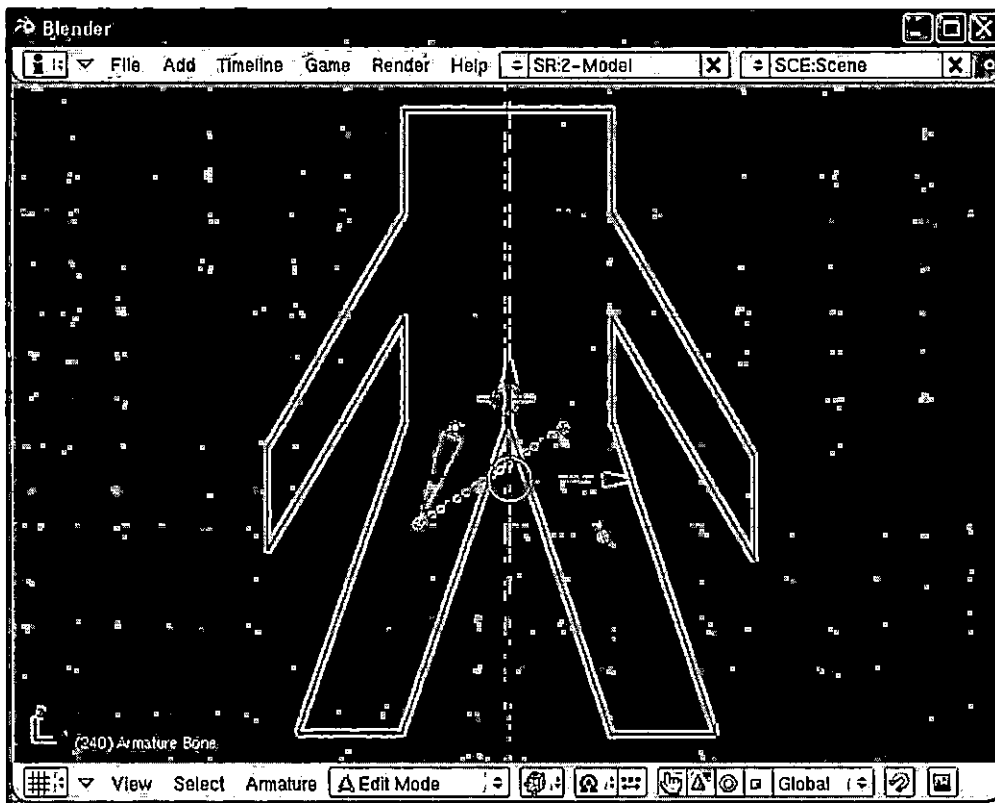 Blender
File Add Timeline Game Render Help SR:2-Model X SCE:Scene X
(240) Armature Bone
View Select Armature Edit Mode Global